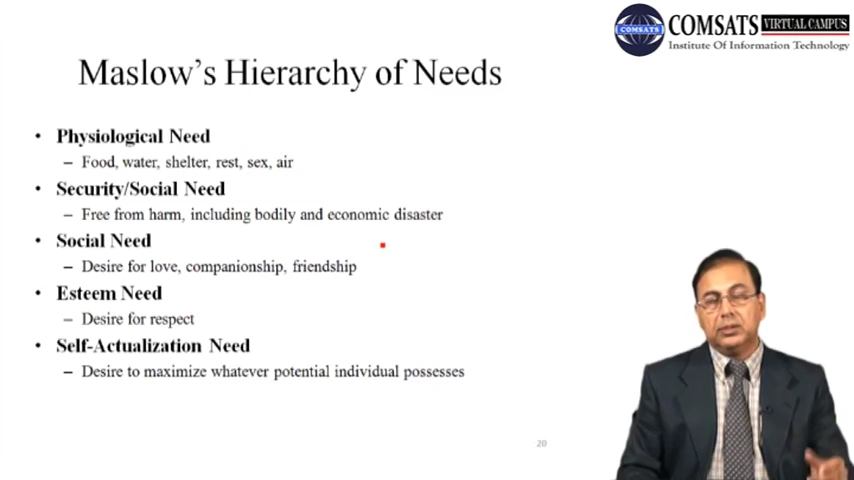 COMSATS VIRTUAL CAMPUS
COMSATS
Institute Of Information Technology
Maslow's Hierarchy of Needs
• Physiological Need
– Food, water, shelter, rest, sex, air
• Security/Social Need
– Free from harm, including bodily and economic disaster
• Social Need
– Desire for love, companionship, friendship
• Esteem Need
– Desire for respect
• Self-Actualization Need
– Desire to maximize whatever potential individual possesses
20